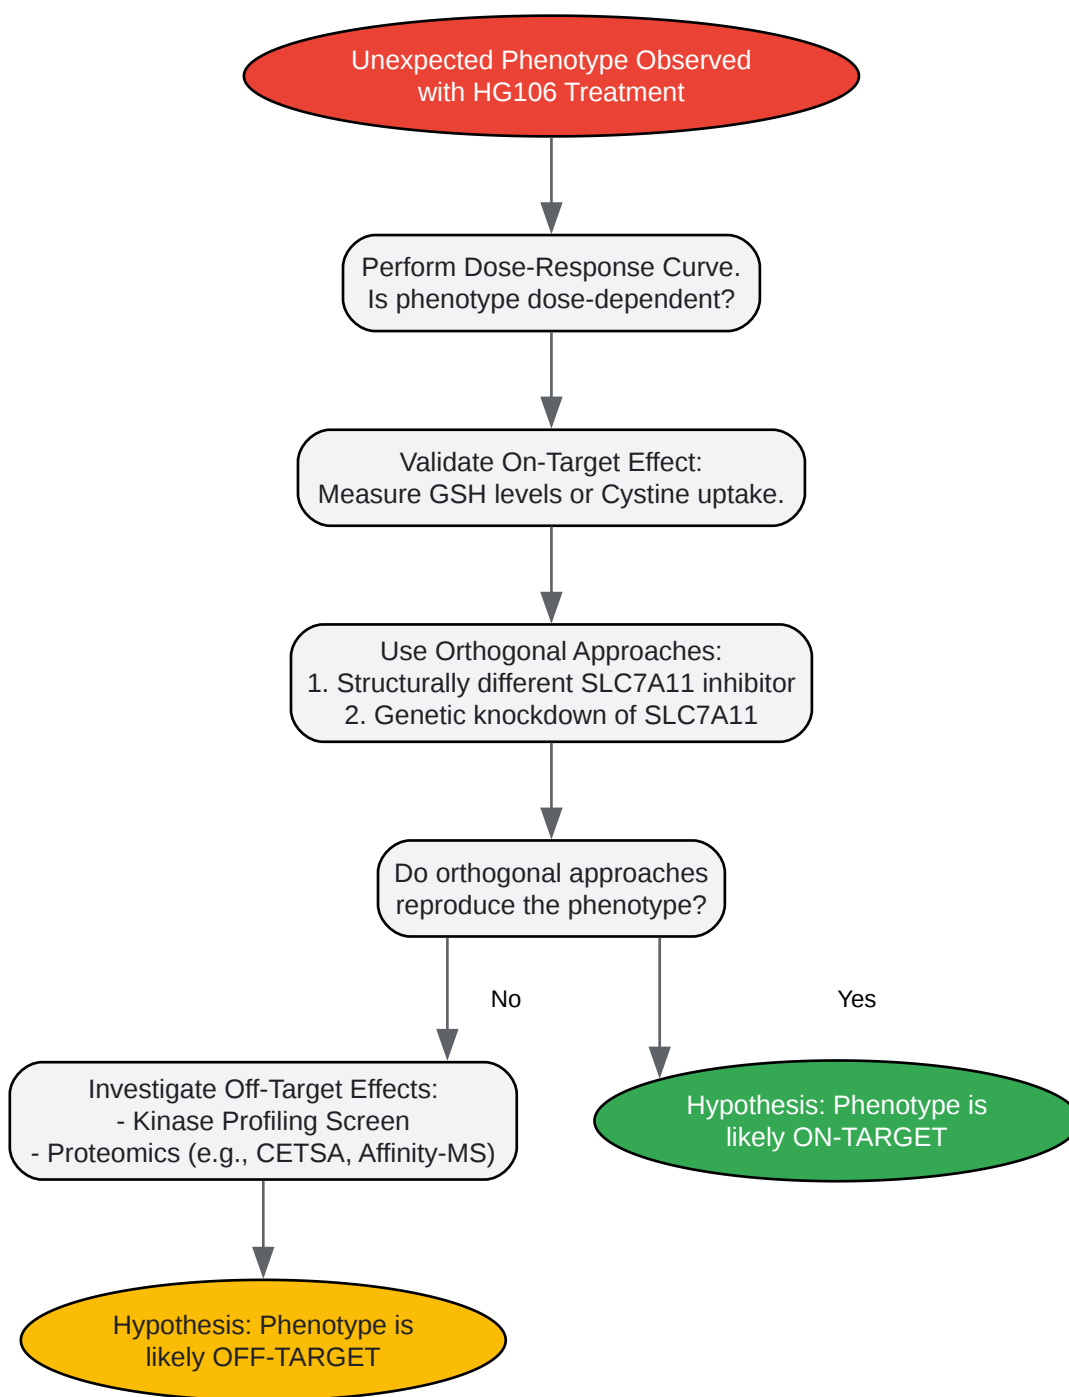 Unexpected Phenotype Observed
with HG106 Treatment
Perform Dose-Response Curve.
Is phenotype dose-dependent?
Validate On-Target Effect:
Measure GSH levels or Cystine uptake.
Use Orthogonal Approaches:
1. Structurally different SLC7A11 inhibitor
2. Genetic knockdown of SLC7A11
Do orthogonal approaches
reproduce the phenotype?
No
Yes
Investigate Off-Target Effects:
- Kinase Profiling Screen
- Proteomics (e.g., CETSA, Affinity-MS)
Hypothesis: Phenotype is
likely ON-TARGET
Hypothesis: Phenotype is
likely OFF-TARGET